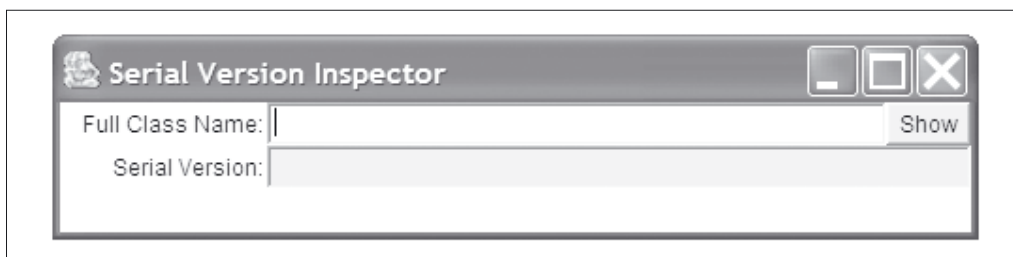 Serial Version Inspector
Full Class Name: Show
Serial Version: